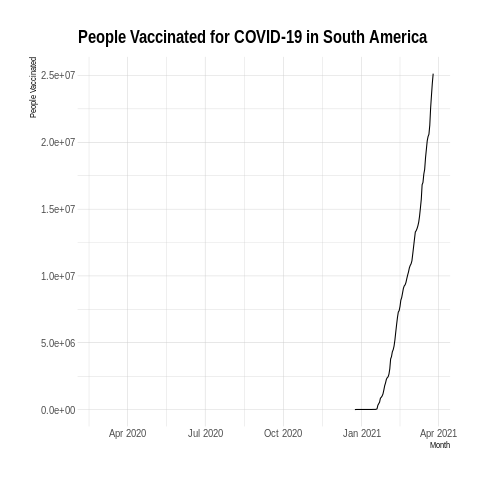 People Vaccinated for COVID-19 in South America
People Vaccinated
2.5e+07
2.0e+07
1.5e+07
1.0e+07
5.0e+06
0.0e+00
Apr 2020 Jul 2020 Oct 2020 Jan 2021 Apr 2021
Month